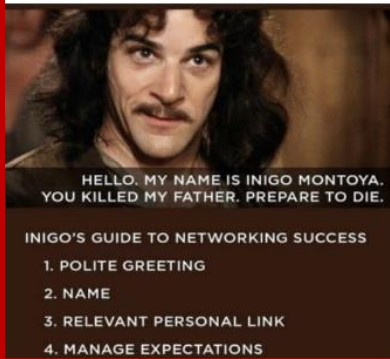 HELLO. MY NAME IS INIGO MONTOYA.
YOU KILLED MY FATHER. PREPARE TO DIE.
INIGO'S GUIDE TO NETWORKING SUCCESS
1. POLITE GREETING
2. NAME
3. RELEVANT PERSONAL LINK
4. MANAGE EXPECTATIONS